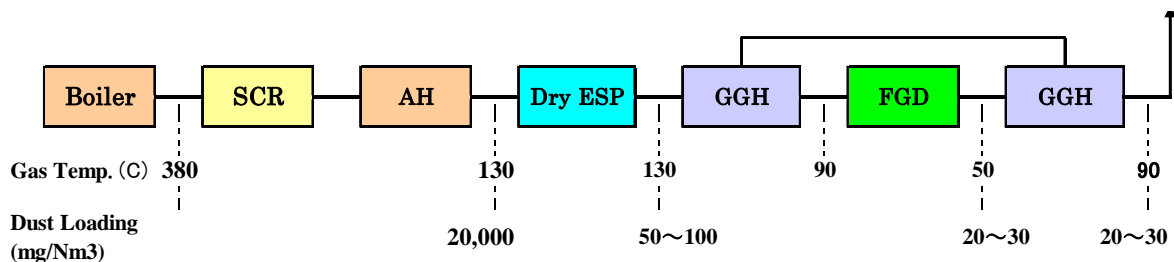 Boiler SCR AH Dry ESP GGH FGD GGH
Gas Temp. (C) 380 130 130 90 50 90
Dust Loading
20,000 50～100 20～30 20～30
(mg/Nm3)